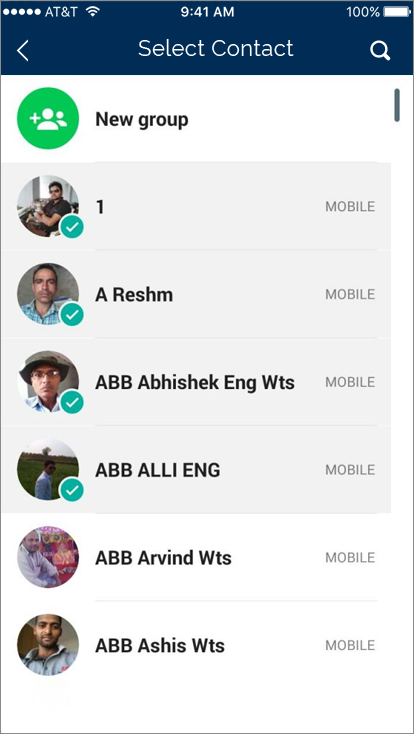 AT&T 9:41 AM 100%
Select Contact
New group
1 MOBILE
A Reshm MOBILE
ABB Abhishek Eng Wts MOBILE
ABB ALLI ENG MOBILE
ABB Arvind Wts MOBILE
ABB Ashis Wts MOBILE